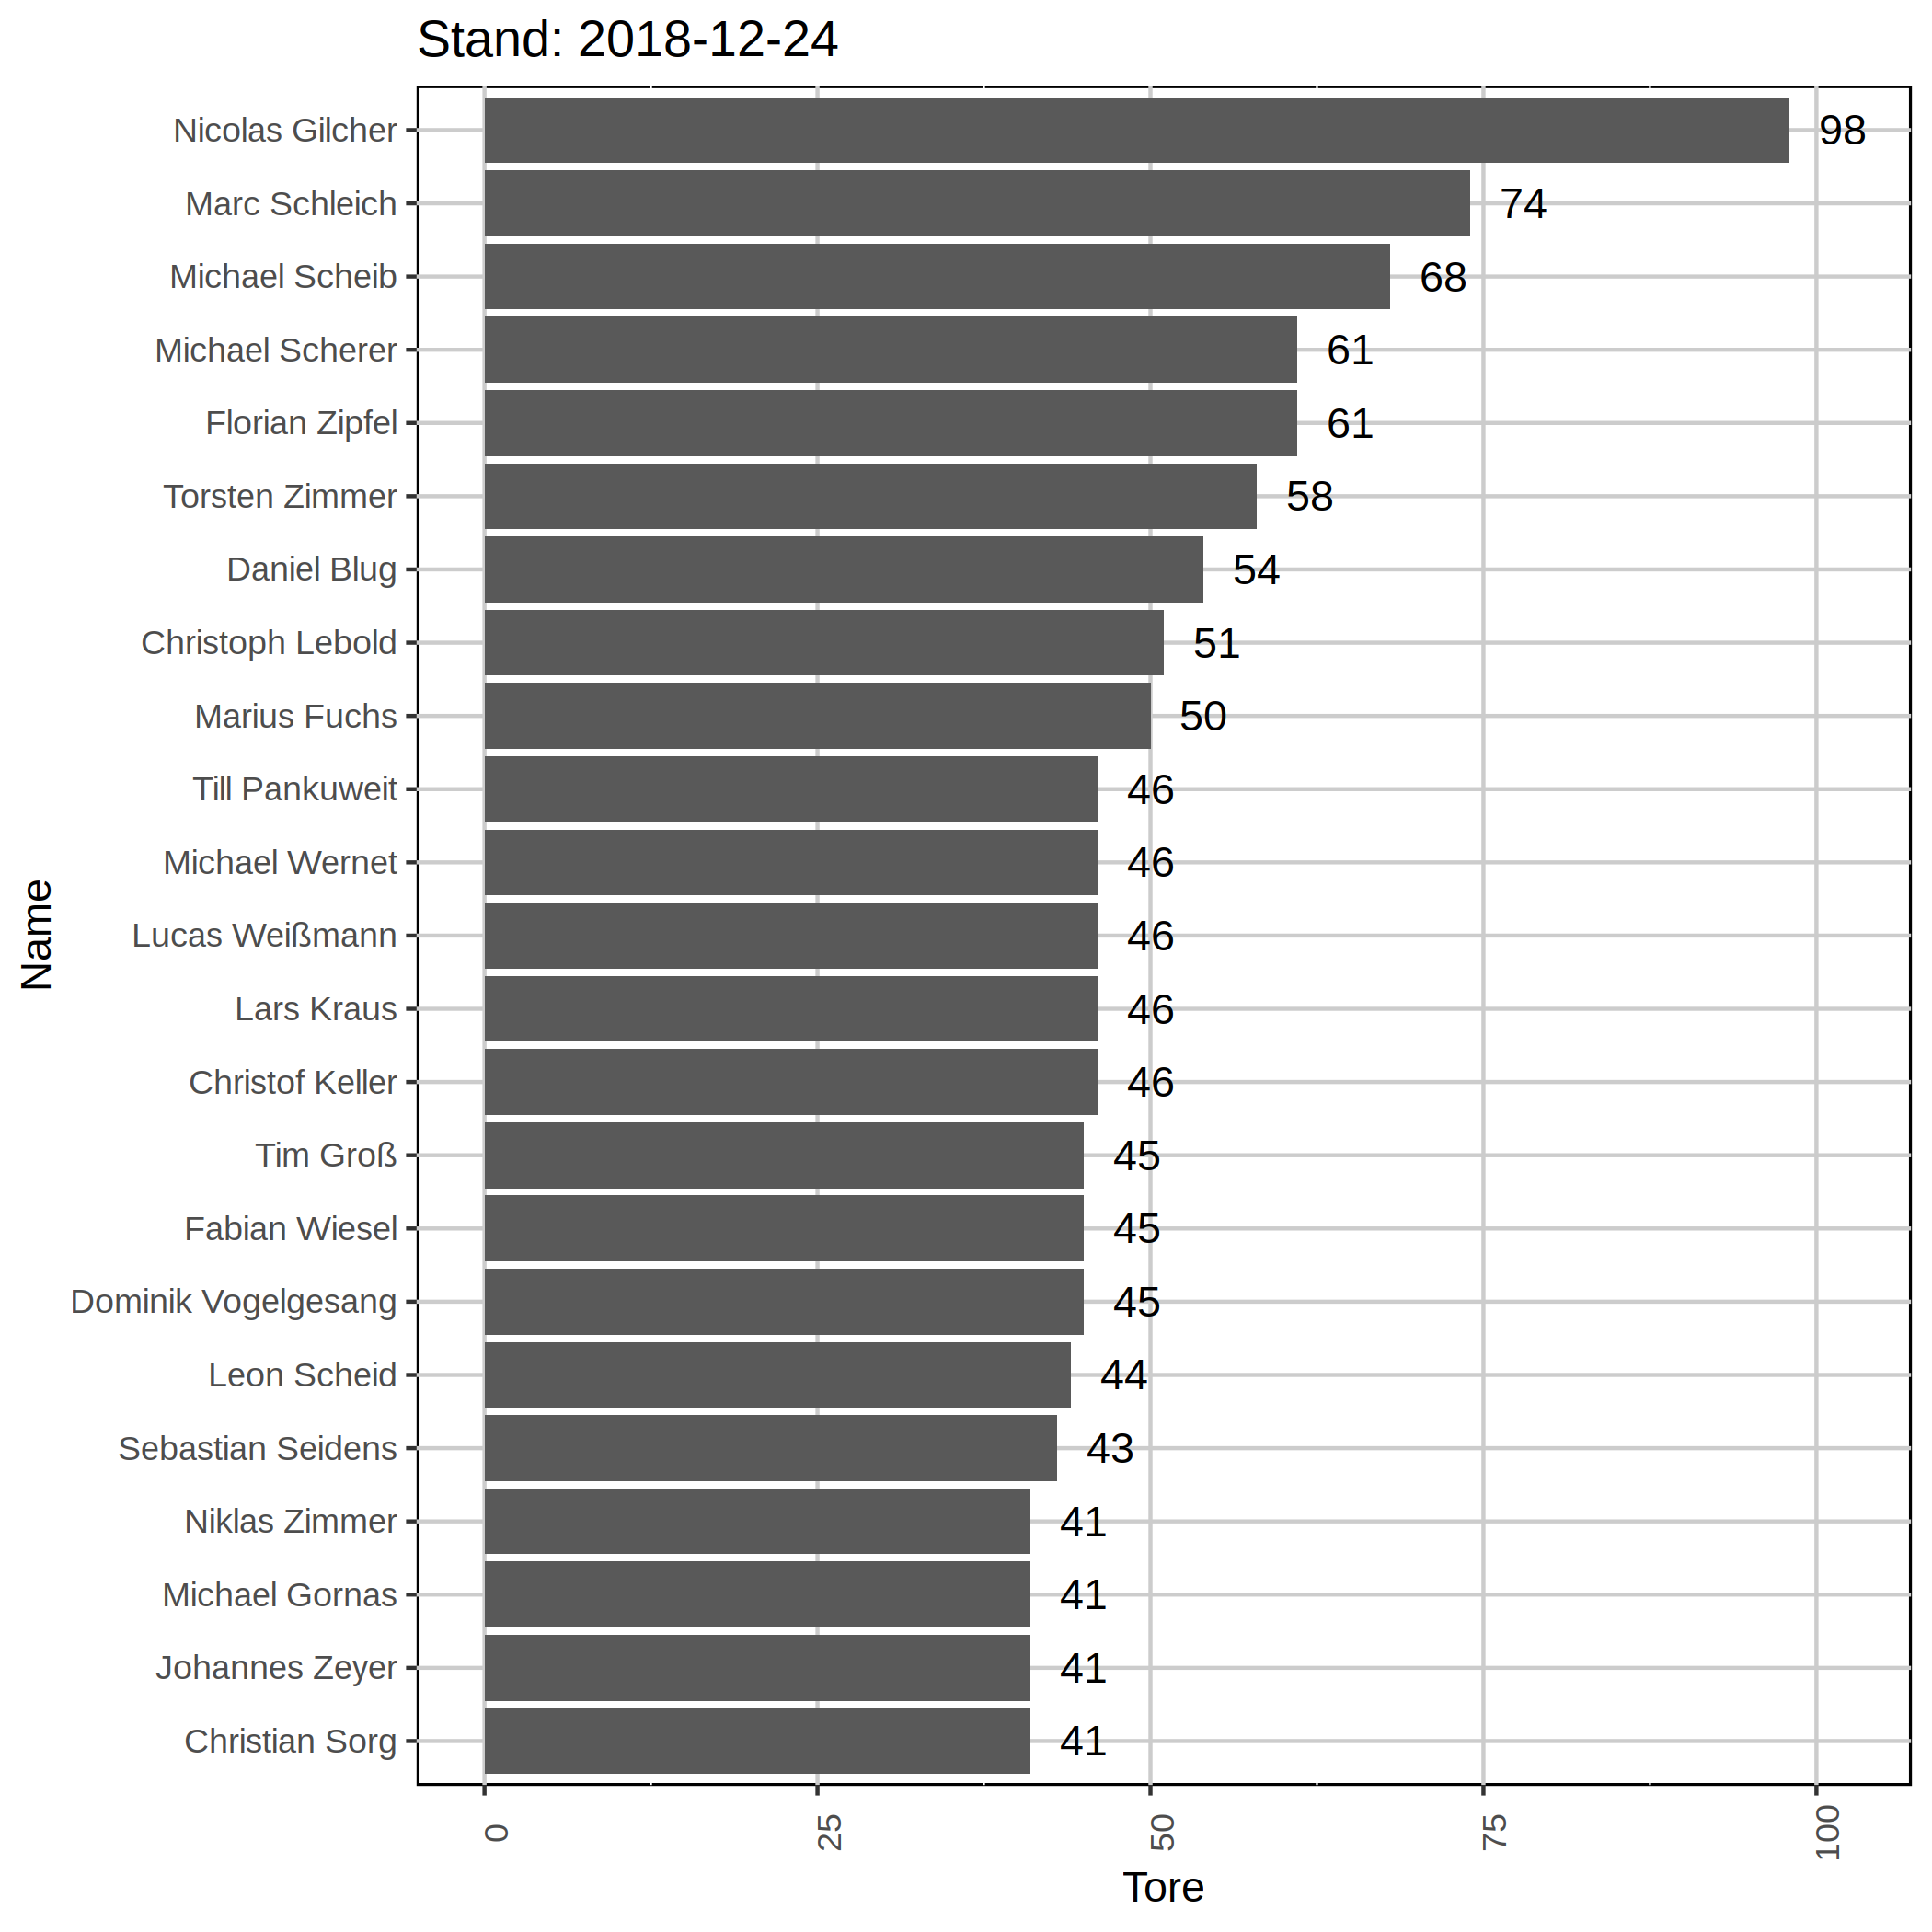 Stand: 2018-12-24
Nicolas Gilcher 98
Marc Schleich 74
Michael Scheib 68
Michael Scherer 61
Florian Zipfel 61
Torsten Zimmer 58
Daniel Blug 54
Christoph Lebold 51
Marius Fuchs 50
Till Pankuweit 46
Michael Wernet 46
Lucas Weißmann 46
Lars Kraus 46
Christof Keller 46
Tim Groß 45
Fabian Wiesel 45
Dominik Vogelgesang 45
Leon Scheid 44
Sebastian Seidens 43
Niklas Zimmer 41
Michael Gornas 41
Johannes Zeyer 41
Christian Sorg 41
Name
0 25 50 75 100
Tore